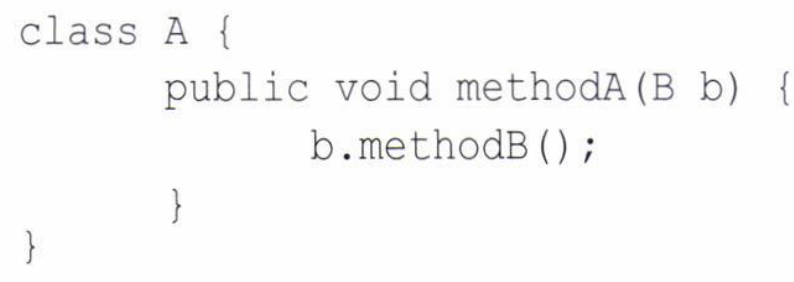 class A {
public void methodA(B b) {
b.methodB();
}
}